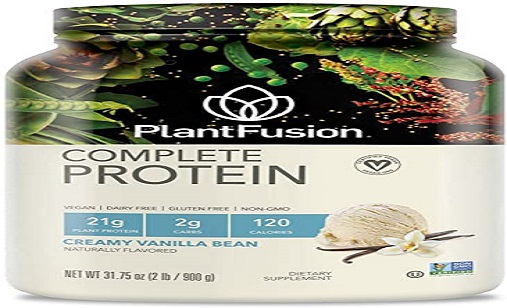 PlantFusion
COMPLETE
PROTEIN
VEGAN | DAIRY FREE | GLUTEN FREE | NON-GMO
21g 2g 120
PLANT PROTEIN CARBS CALORIES
CREAMY VANILLA BEAN
NATURALLY FLAVORED
NET WT 31.75 oz (2 lb / 900 g)
DIETARY
SUPPLEMENT